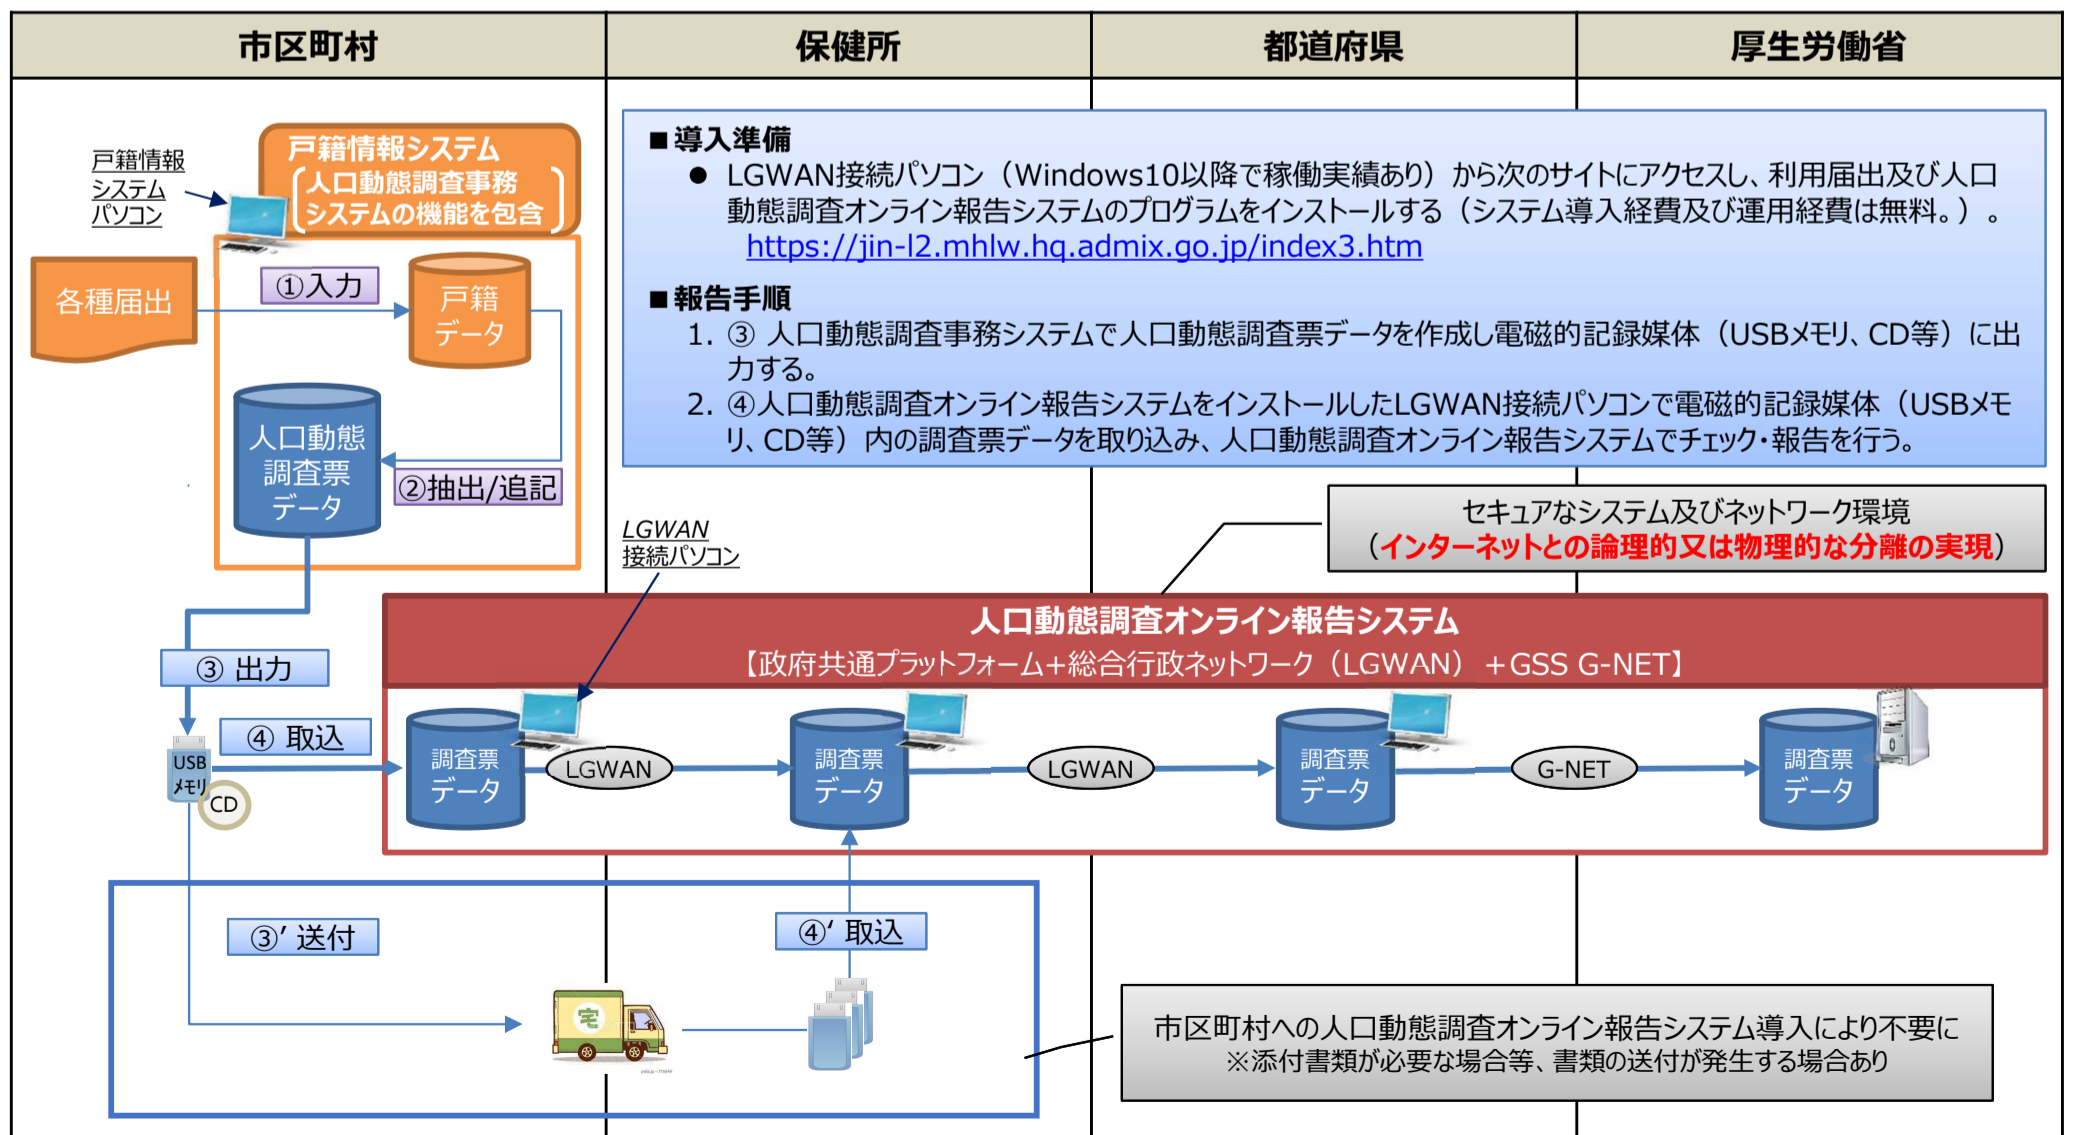 市区町村
保健所
都道府県
厚生労働省
戸籍情報
システム
パソコン
戸籍情報システム
人口動態調査事務
システムの機能を包含
各種届出
①入力
戸籍
データ
人口動態
調査票
データ
②抽出/追記
■導入準備
● LGWAN接続パソコン（Windows10以降で稼働実績あり）から次のサイトにアクセスし、利用届出及び人口
動態調査オンライン報告システムのプログラムをインストールする（システム導入経費及び運用経費は無料。）。
https://jin-l2.mhlw.hq.admix.go.jp/index3.htm
■報告手順
1. ③ 人口動態調査事務システムで人口動態調査票データを作成し電磁的記録媒体（USBメモリ、CD等）に出
力する。
2. ④人口動態調査オンライン報告システムをインストールしたLGWAN接続パソコンで電磁的記録媒体（USBメモ
リ、CD等）内の調査票データを取り込み、人口動態調査オンライン報告システムでチェック・報告を行う。
セキュアなシステム及びネットワーク環境
（インターネットとの論理的又は物理的な分離の実現）
LGWAN
接続パソコン
人口動態調査オンライン報告システム
【政府共通プラットフォーム+総合行政ネットワーク（LGWAN）+GSS G-NET】
③ 出力
④ 取込
USB
メモリ
CD
調査票
データ
LGWAN
調査票
データ
LGWAN
調査票
データ
G-NET
調査票
データ
③’ 送付
④‘ 取込
宅
市区町村への人口動態調査オンライン報告システム導入により不要に
※添付書類が必要な場合等、書類の送付が発生する場合あり